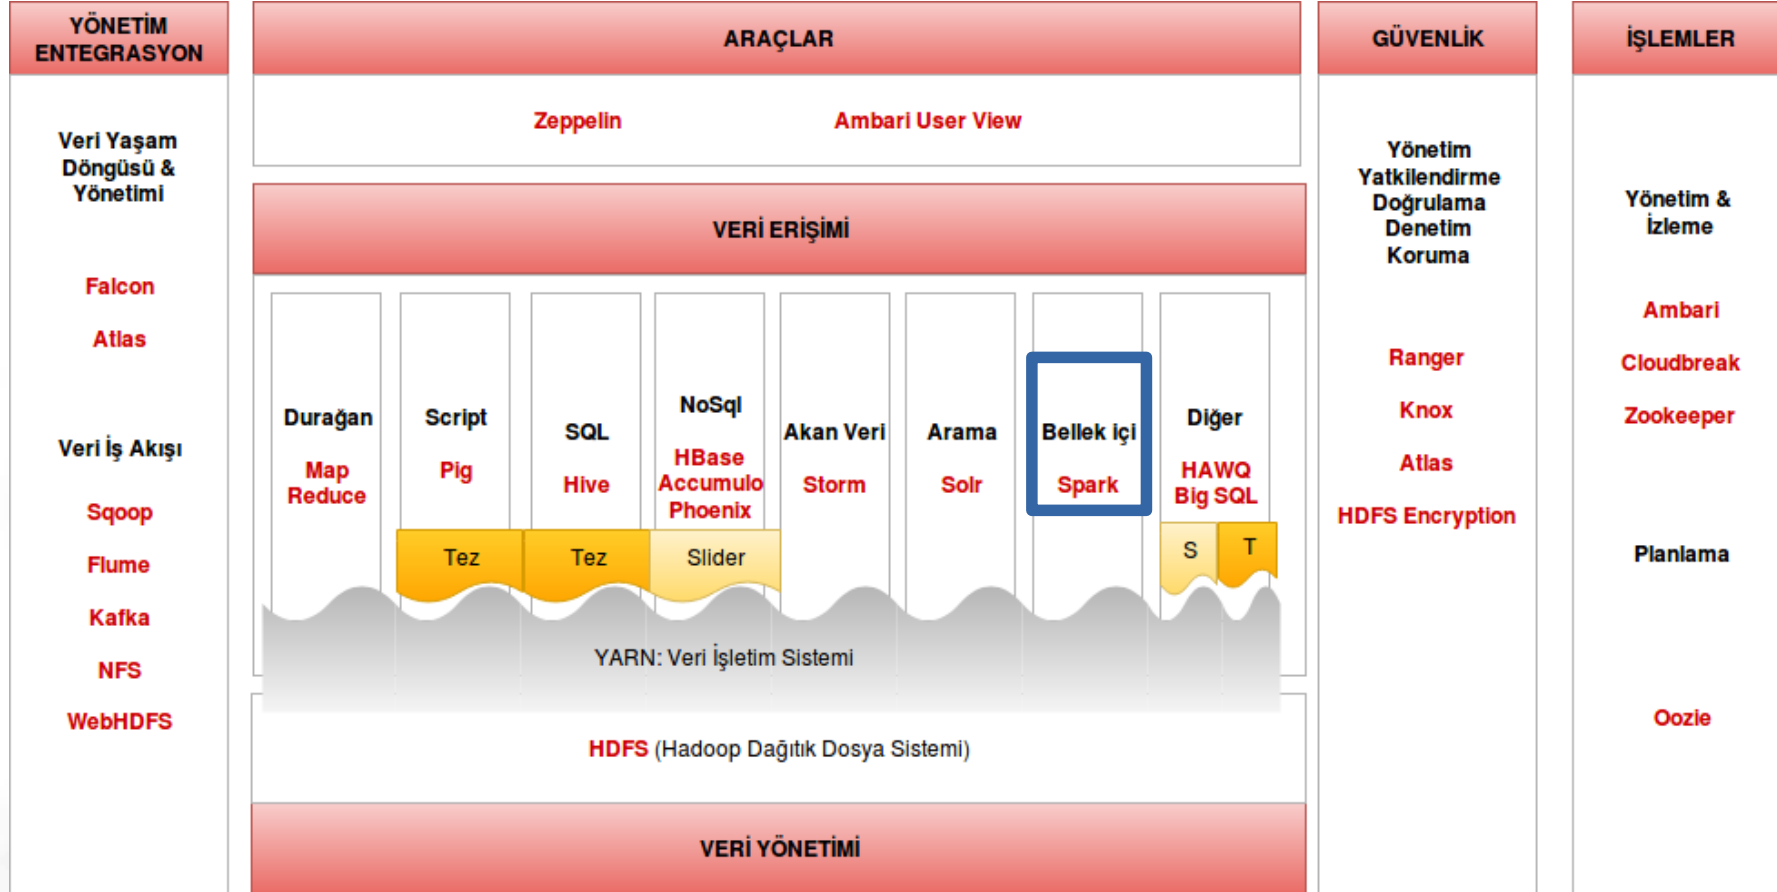 YÖNETİM
ENTEGRASYON
Veri Yaşam
Döngüsü &
Yönetimi
Falcon
Atlas
Veri İş Akışı
Sqoop
Flume
Kafka
NFS
WebHDFS
ARAÇLAR
Zeppelin
Ambari User View
VERİ ERİŞİMİ
Durağan
Map
Reduce
Script
Pig
Tez
SQL
Hive
Tez
NoSql
HBase
Accumulo
Phoenix
Slider
Akan Veri
Storm
Arama
Solr
Bellek içi
Spark
Diğer
HAWQ
Big SQL
S
T
YARN: Veri İşletim Sistemi
HDFS (Hadoop Dağıtık Dosya Sistemi)
VERİ YÖNETİMİ
GÜVENLİK
Yönetim
Yatkilendirme
Doğrulama
Denetim
Koruma
Ranger
Knox
Atlas
HDFS Encryption
İŞLEMLER
Yönetim &
İzleme
Ambari
Cloudbreak
Zookeeper
Planlama
Oozie